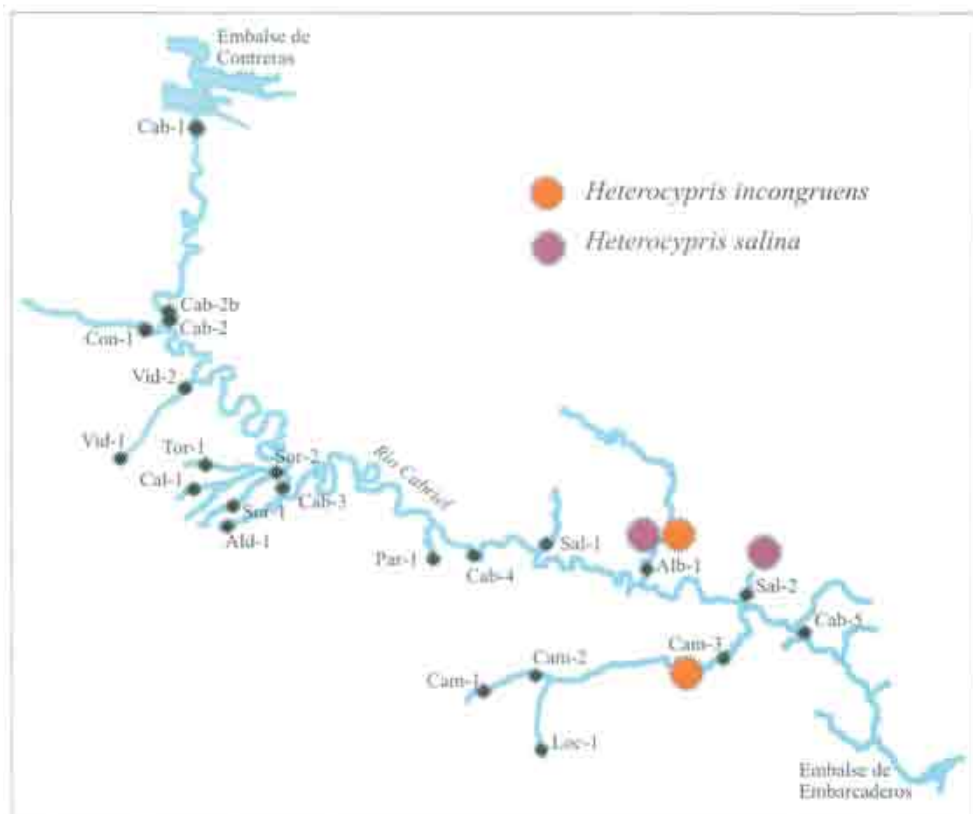 Embalse de
Contreras
Cab-1
Heterocypris incongruens
Heterocypris salina
Cab-2b
Cab-2
Con-1
Vid-2
Vid-1
Tor-1
Sor-2
Río Cabriel
Cal-1
Cab-3
Sor-1
Ald-1
Par-1
Cab-4
Sal-1
Alb-1
Sal-2
Cab-5
Cam-3
Cam-2
Cam-1
Loc-1
Embalse de
Embarcaderos